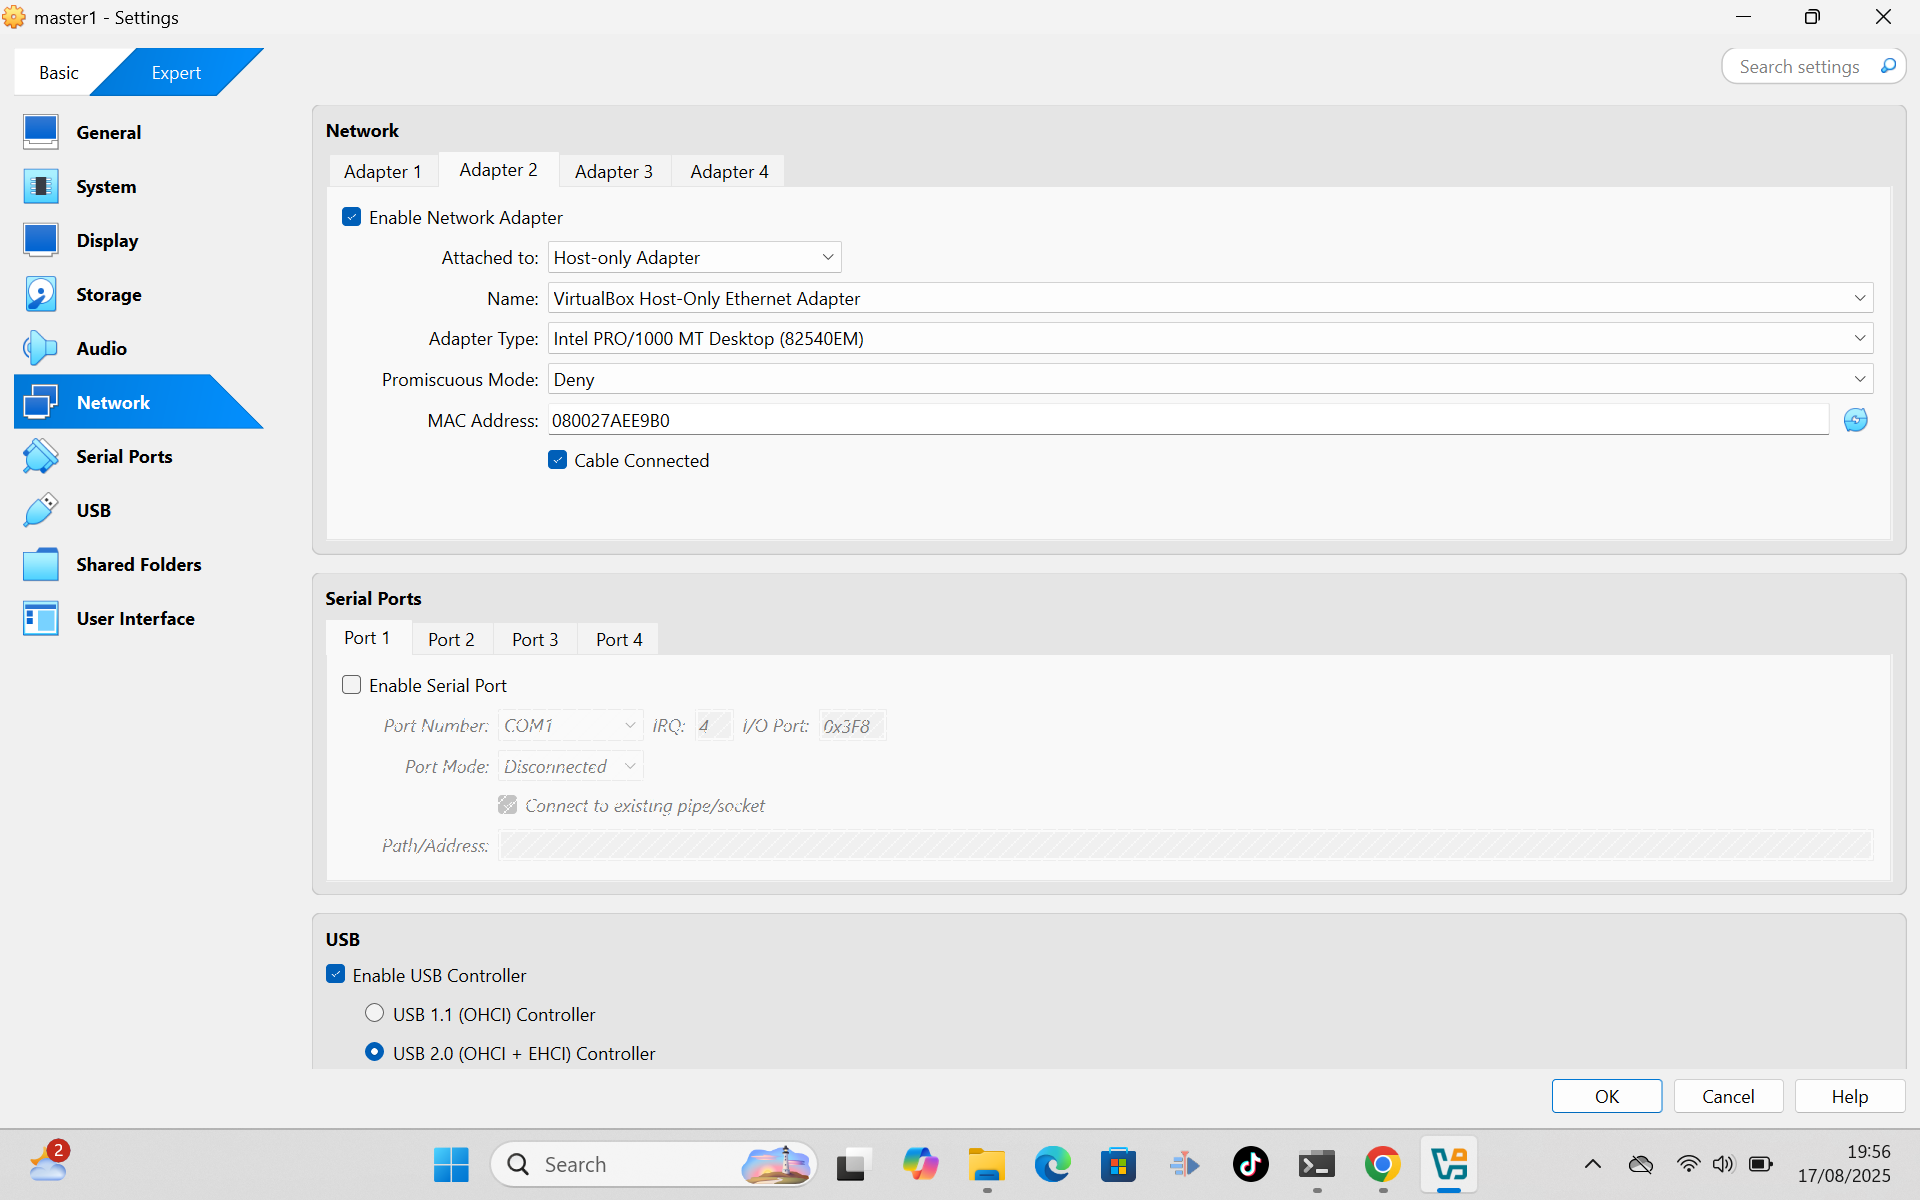 master1 - Settings
Basic
Expert
Search settings
General
System
Display
Storage
Audio
Network
Serial Ports
USB
Shared Folders
User Interface
Network
Adapter 1
Adapter 2
Adapter 3
Adapter 4
Enable Network Adapter
Attached to: Host-only Adapter
Name: VirtualBox Host-Only Ethernet Adapter
Adapter Type: Intel PRO/1000 MT Desktop (82540EM)
Promiscuous Mode: Deny
MAC Address: 080027AEE9B0
Cable Connected
Serial Ports
Port 1
Port 2
Port 3
Port 4
Enable Serial Port
Port Number: COM1 IRQ: 4 I/O Port: 0x3F8
Port Mode: Disconnected
Connect to existing pipe/socket
Path/Address:
USB
Enable USB Controller
USB 1.1 (OHCI) Controller
USB 2.0 (OHCI + EHCI) Controller
OK
Cancel
Help
2
Search
19:56
17/08/2025